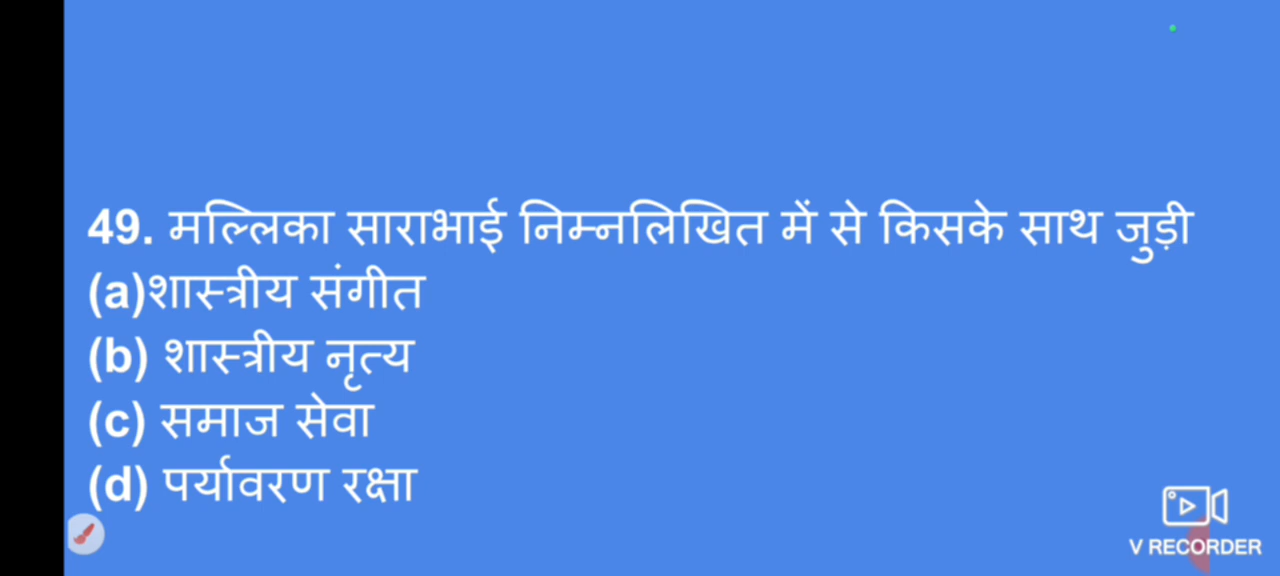 49. मल्लिका साराभाई निम्नलिखित में से किसके साथ जुड़ी
(a)शास्त्रीय संगीत
(b) शास्त्रीय नृत्य
(c) समाज सेवा
(d) पर्यावरण रक्षा
V RECORDER